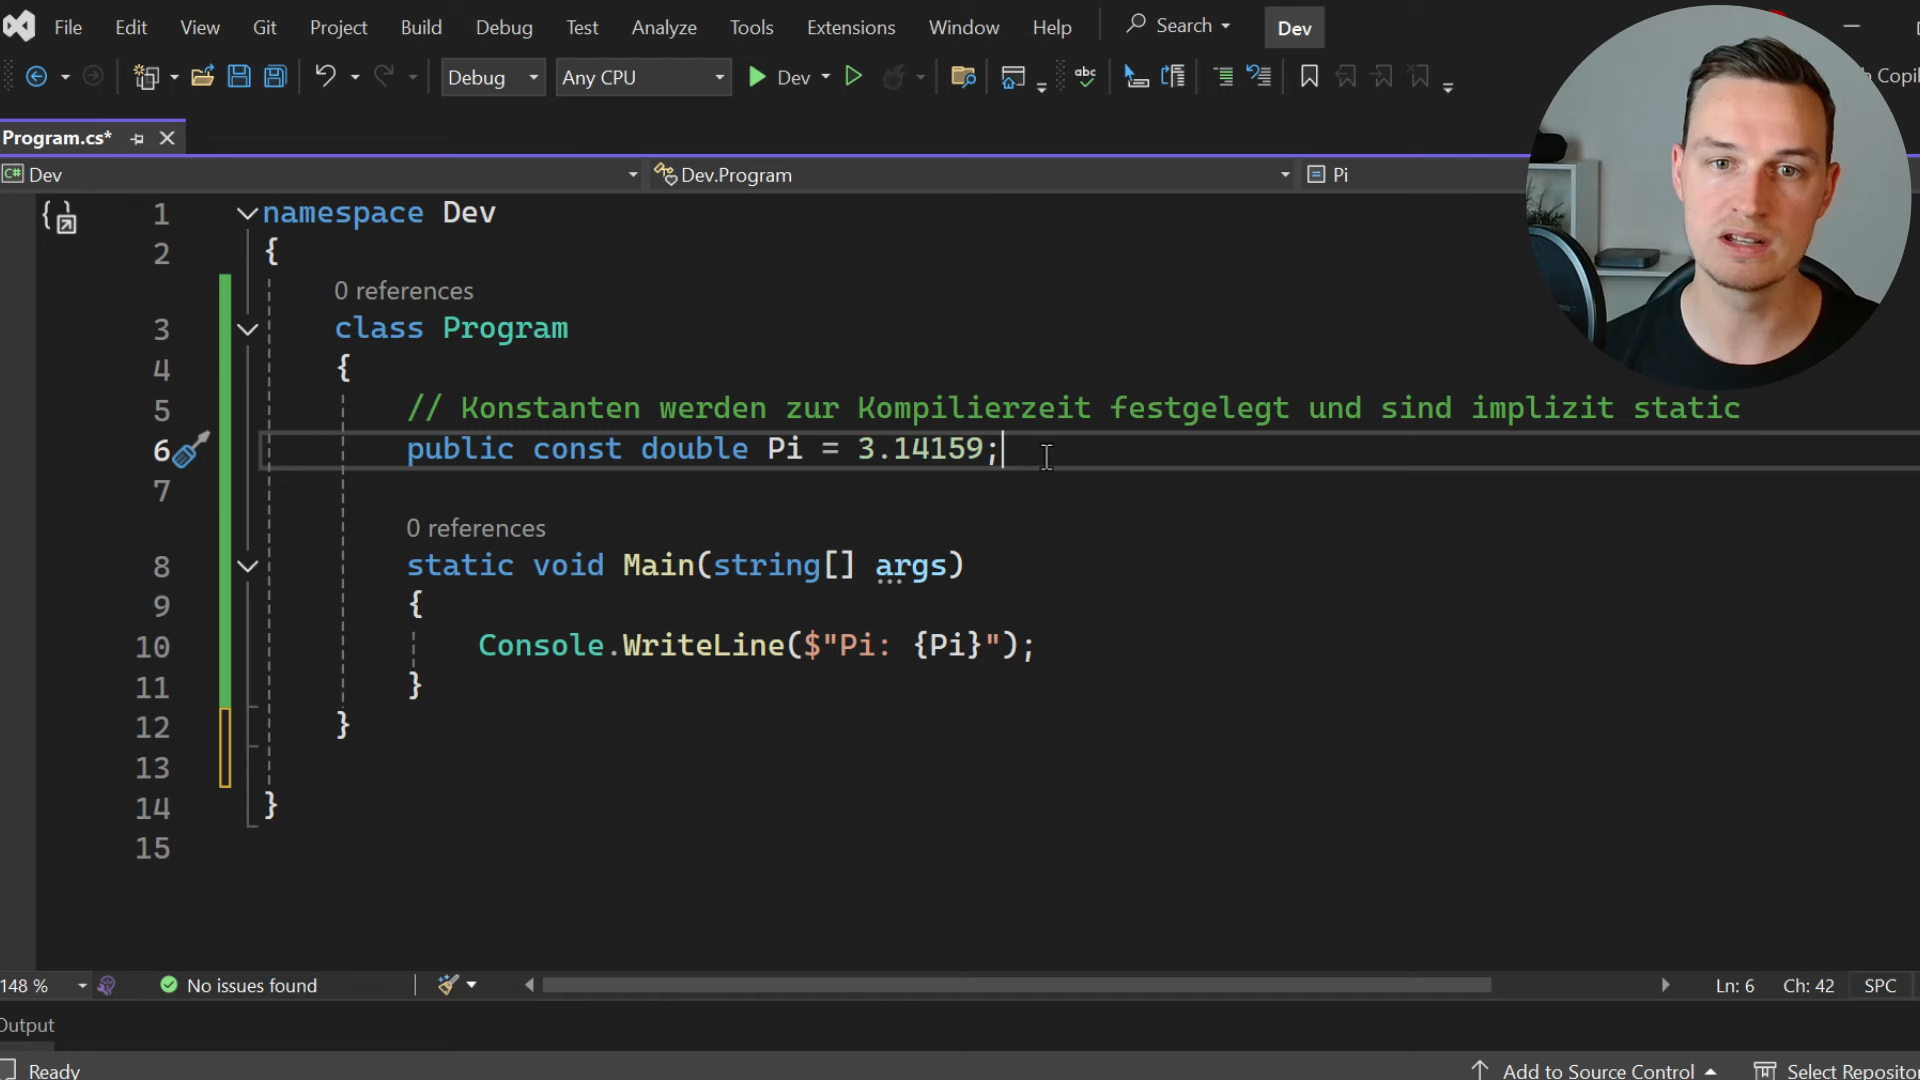 File Edit View Git Project Build Debug Test Analyze Tools Extensions Window Help Search Dev
Debug Any CPU Dev
Program.cs*
Dev Dev.Program Pi
1 namespace Dev
2 {
0 references
3 class Program
4 {
5 // Konstanten werden zur Kompilierzeit festgelegt und sind implizit static
6 public const double Pi = 3.14159;
7
0 references
8 static void Main(string[] args)
9 {
10 Console.WriteLine($"Pi: {Pi}");
11 }
12 }
13
14 }
15
148 % No issues found Ln: 6 Ch: 42 SPC
Output
Ready Add to Source Control Select Reposito